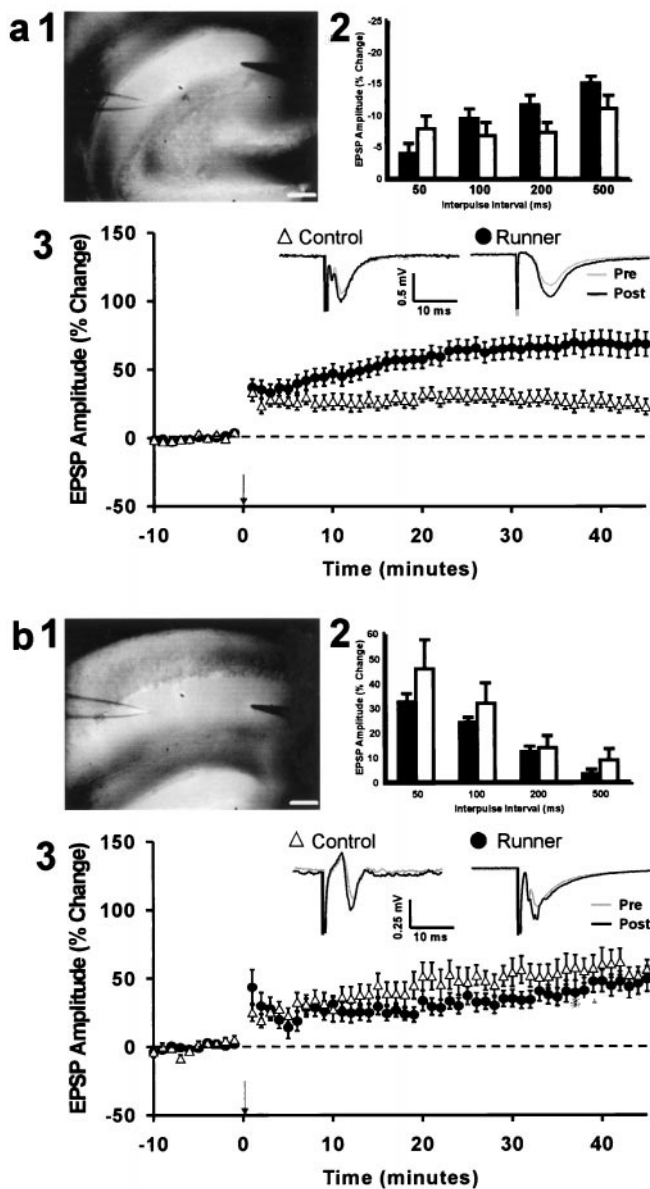 a 1
2
EPSP Amplitude (% Change)
-25
-20
-15
-10
-5
0
50 100 200 500
Interpulse Interval (ms)
3
EPSP Amplitude (% Change)
150
100
50
0
-50
△ Control
● Runner
0.5 mV
10 ms
Pre
Post
-10 0 10 20 30 40
Time (minutes)
b 1
2
EPSP Amplitude (% Change)
60
50
40
30
20
10
0
50 100 200 500
Interpulse Interval (ms)
3
EPSP Amplitude (% Change)
150
100
50
0
-50
△ Control
● Runner
0.25 mV
10 ms
Pre
Post
-10 0 10 20 30 40
Time (minutes)